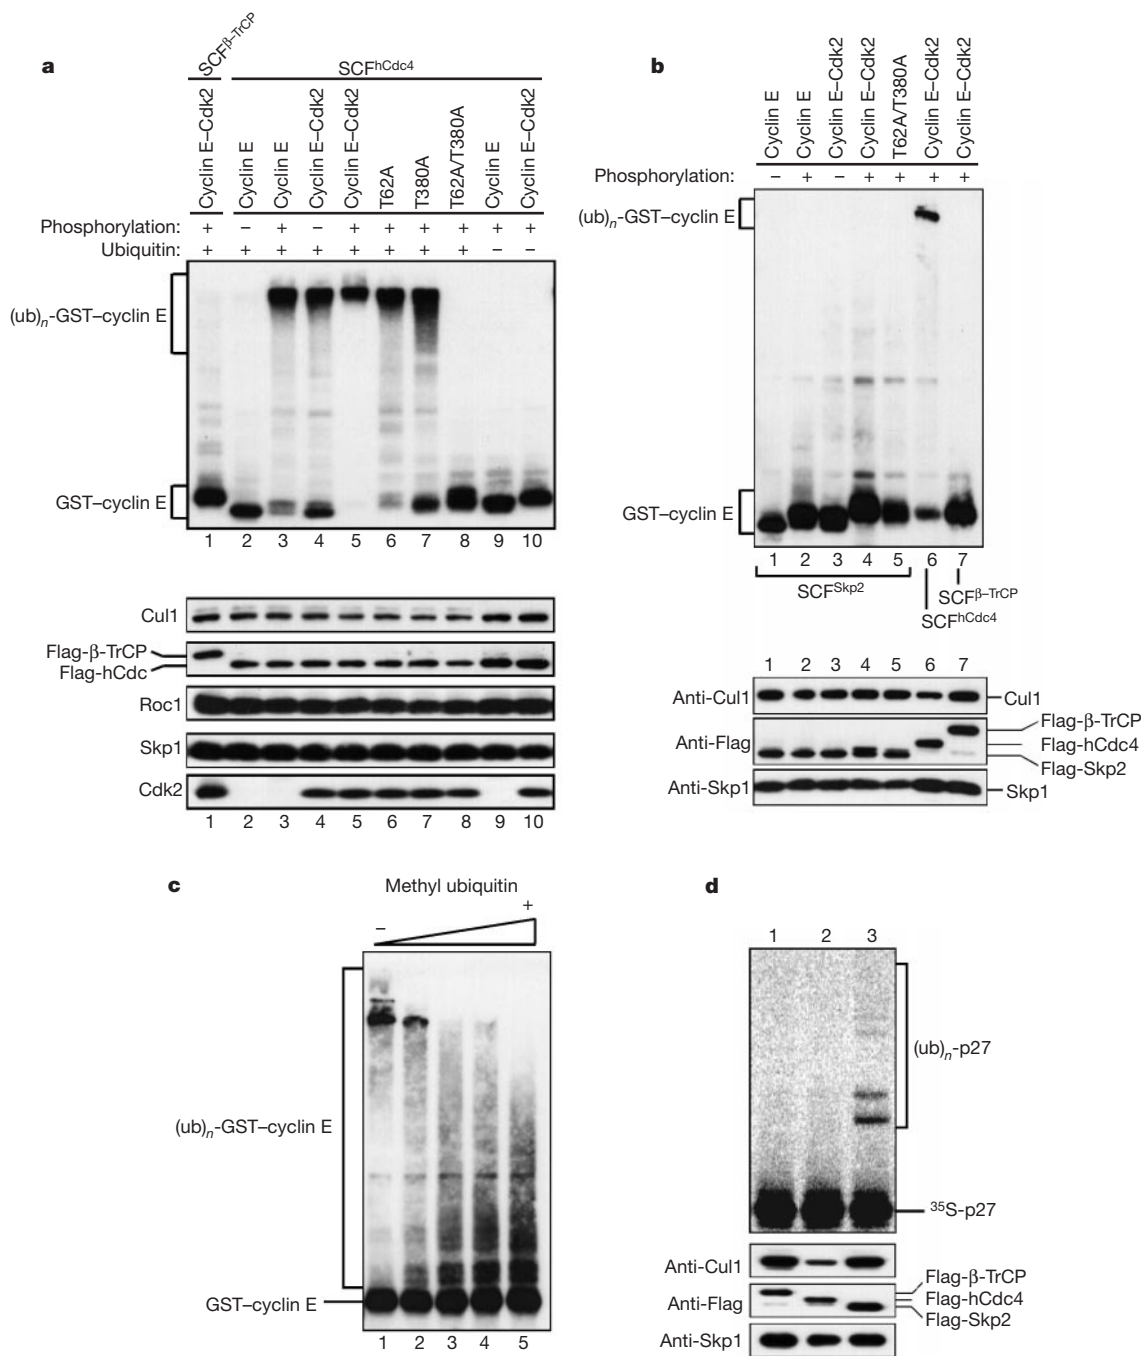 a
SCFβ–TrCP
SCFhCdc4
Cyclin E–Cdk2
Cyclin E
Cyclin E
Cyclin E–Cdk2
Cyclin E–Cdk2
T62A
T380A
T62A/T380A
Cyclin E
Cyclin E–Cdk2
Phosphorylation: + − + − + + + + + +
Ubiquitin: + + + + + + + + − −
(ub)n-GST–cyclin E
GST–cyclin E
1 2 3 4 5 6 7 8 9 10
Cul1
Flag-β-TrCP
Flag-hCdc
Roc1
Skp1
Cdk2
1 2 3 4 5 6 7 8 9 10
b
Cyclin E
Cyclin E
Cyclin E–Cdk2
Cyclin E–Cdk2
T62A/T380A
Cyclin E–Cdk2
Cyclin E–Cdk2
Phosphorylation: − + − + + + +
(ub)n-GST–cyclin E
GST–cyclin E
1 2 3 4 5 6 7
SCFSkp2
SCFβ–TrCP
SCFhCdc4
1 2 3 4 5 6 7
Anti-Cul1
Cul1
Flag-β-TrCP
Anti-Flag
Flag-hCdc4
Flag-Skp2
Anti-Skp1
Skp1
c
Methyl ubiquitin
− +
(ub)n-GST–cyclin E
GST–cyclin E
1 2 3 4 5
d
1 2 3
(ub)n-p27
35S-p27
Anti-Cul1
Flag-β-TrCP
Anti-Flag
Flag-hCdc4
Flag-Skp2
Anti-Skp1